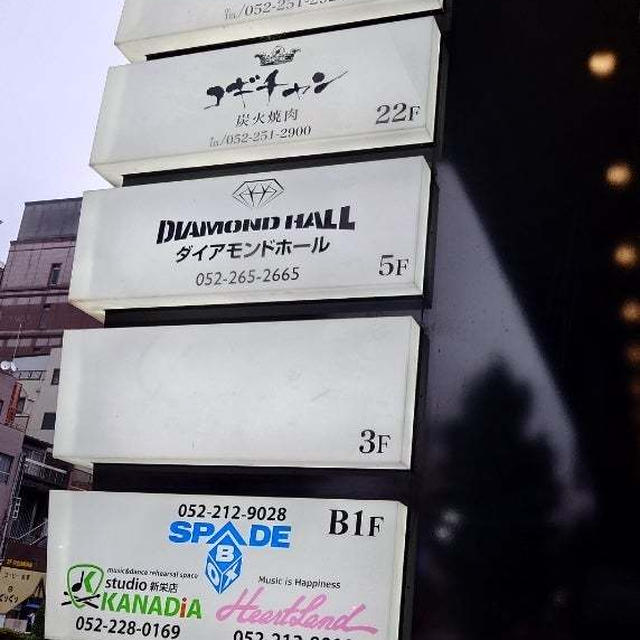 コギチャン
炭火焼肉
℡/052-251-2900
22F
DIAMOND HALL
ダイアモンドホール
052-265-2665
5F
3F
052-212-9028
B1F
SPADE
BOX
music&dance rehearsal space
studio 新栄店
KANADiA
052-228-0169
Music is Happiness
HeartLand